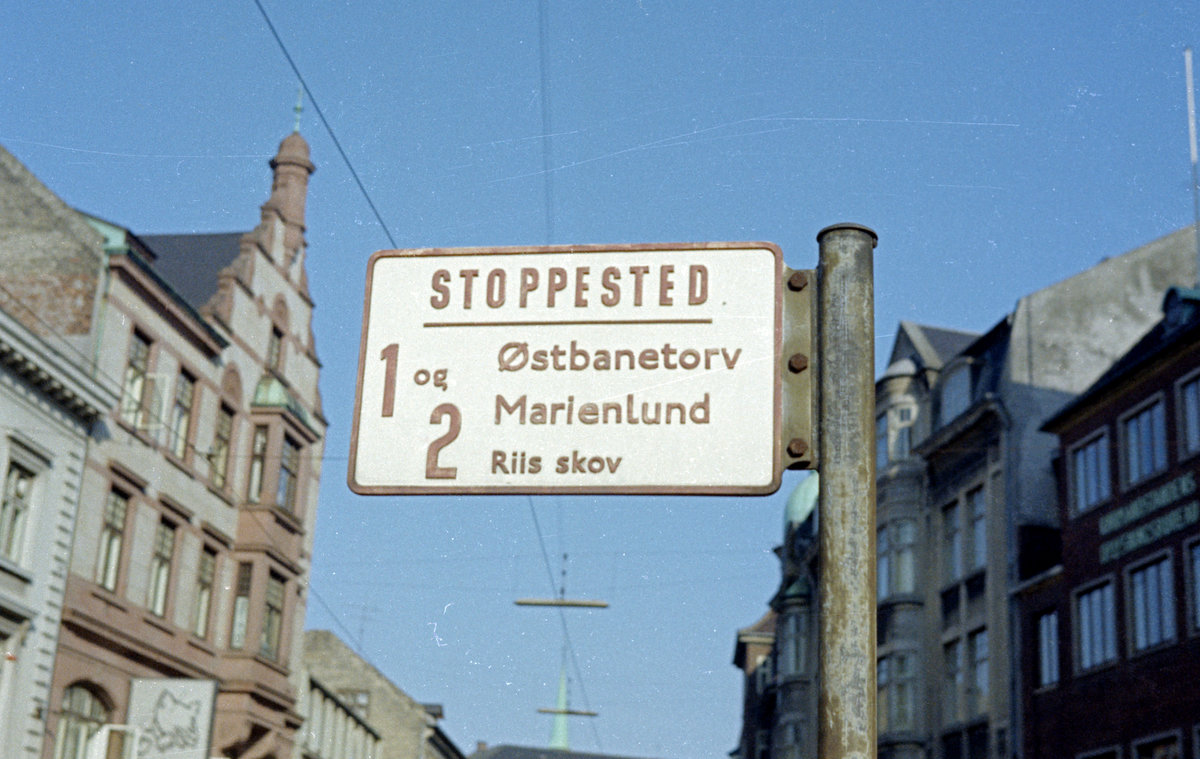 STOPPESTED
1 og 2
Østbanetorv
Marienlund
Riis skov